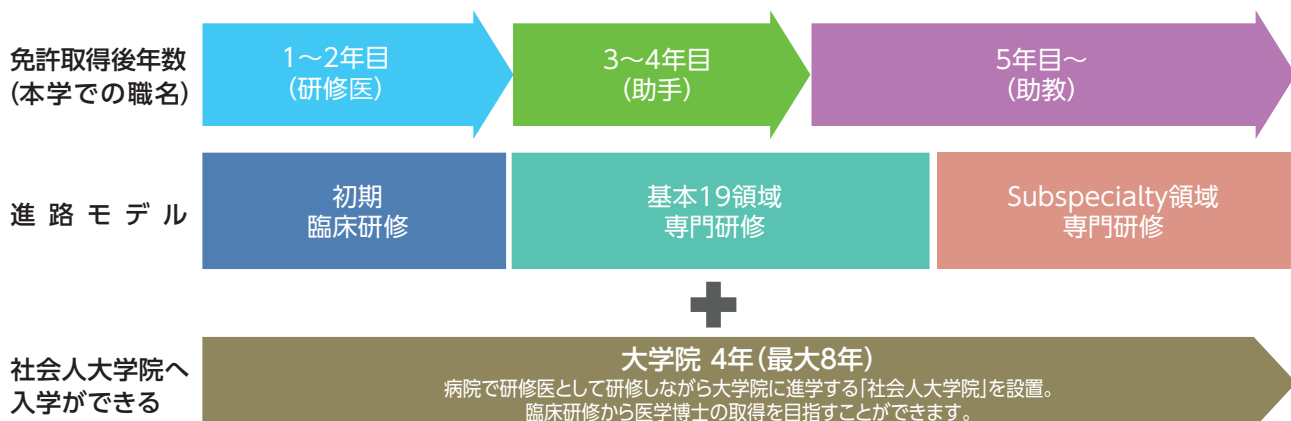 免許取得後年数
(本学での職名)
1〜2年目
(研修医)
3〜4年目
(助手)
5年目〜
(助教)
進路モデル
初期
臨床研修
基本19領域
専門研修
Subspecialty領域
専門研修
社会人大学院へ
入学ができる
大学院 4年(最大8年)
病院で研修医として研修しながら大学院に進学する「社会人大学院」を設置。
臨床研修から医学博士の取得を目指すことができます。